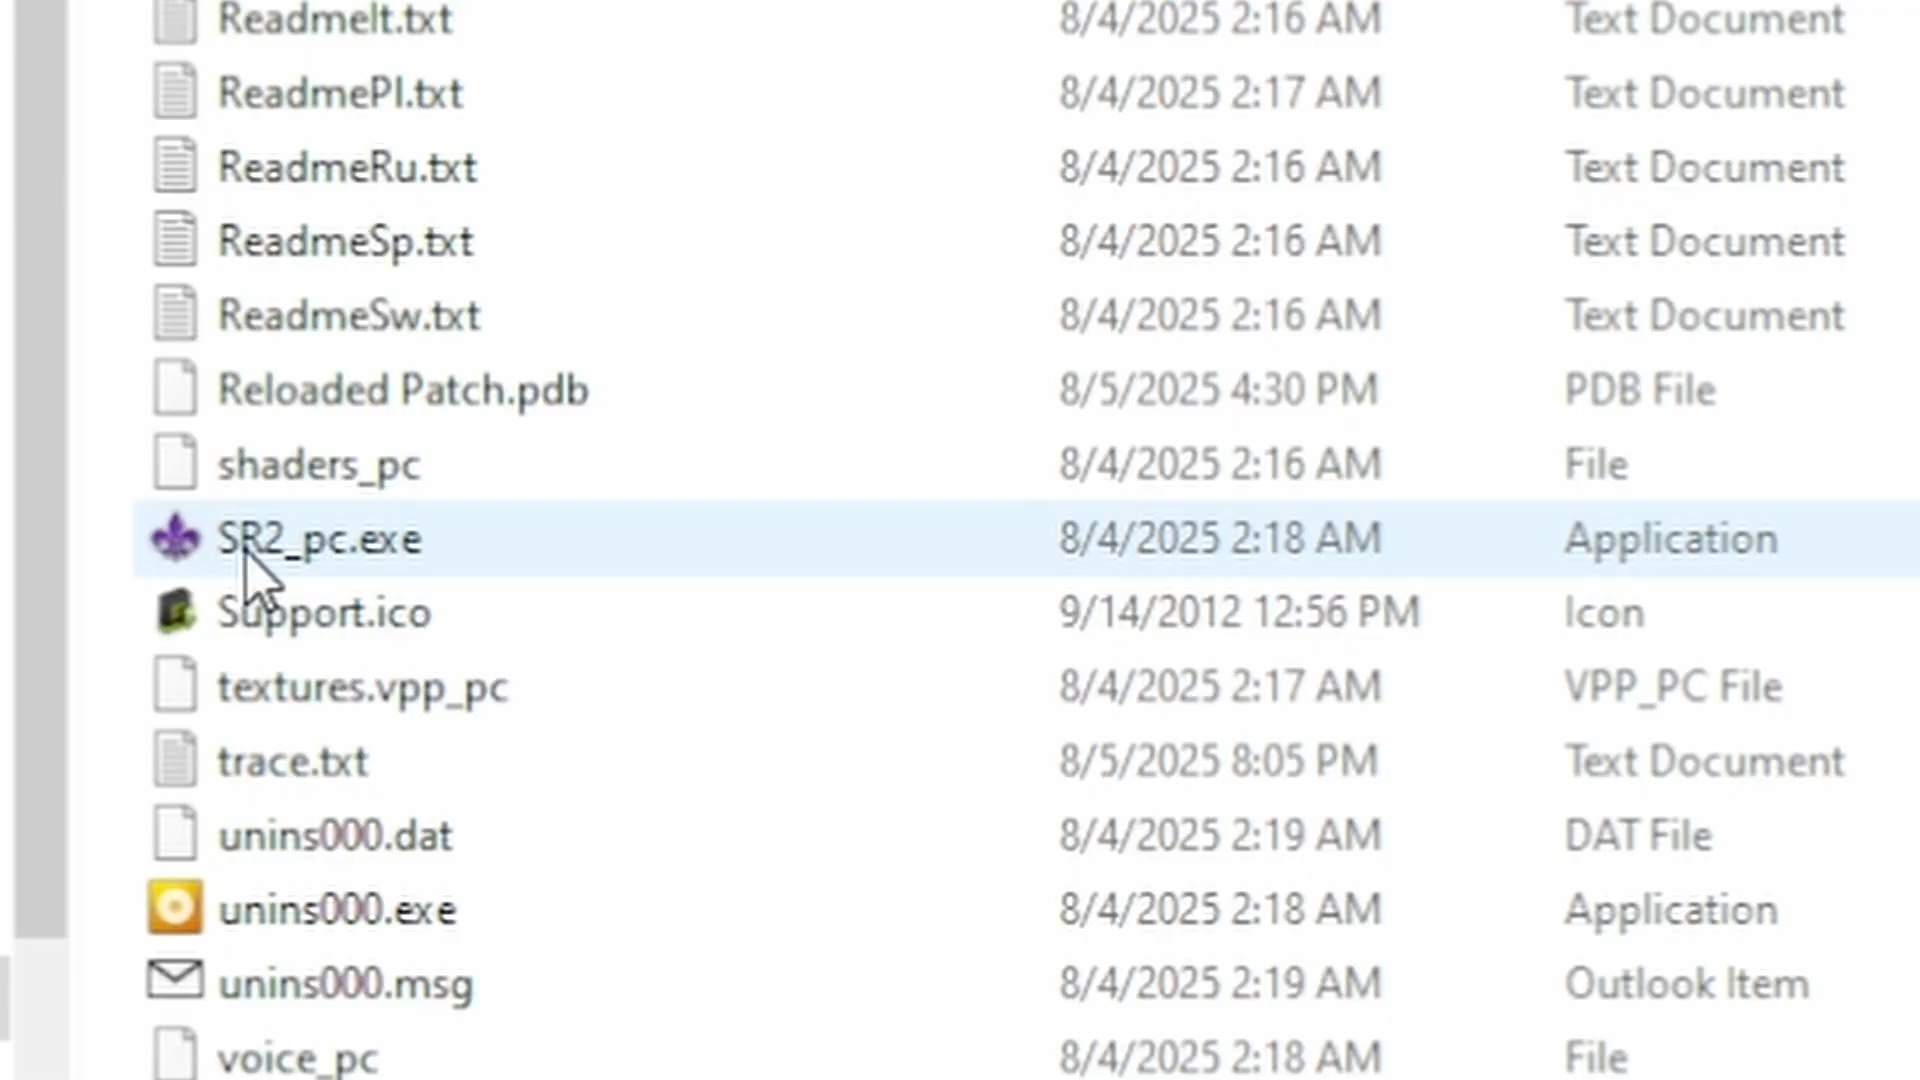 ReadmeIt.txt 8/4/2025 2:16 AM Text Document
ReadmePl.txt 8/4/2025 2:17 AM Text Document
ReadmeRu.txt 8/4/2025 2:16 AM Text Document
ReadmeSp.txt 8/4/2025 2:16 AM Text Document
ReadmeSw.txt 8/4/2025 2:16 AM Text Document
Reloaded Patch.pdb 8/5/2025 4:30 PM PDB File
shaders_pc 8/4/2025 2:16 AM File
SR2_pc.exe 8/4/2025 2:18 AM Application
Support.ico 9/14/2012 12:56 PM Icon
textures.vpp_pc 8/4/2025 2:17 AM VPP_PC File
trace.txt 8/5/2025 8:05 PM Text Document
unins000.dat 8/4/2025 2:19 AM DAT File
unins000.exe 8/4/2025 2:18 AM Application
unins000.msg 8/4/2025 2:19 AM Outlook Item
voice_pc 8/4/2025 2:18 AM File